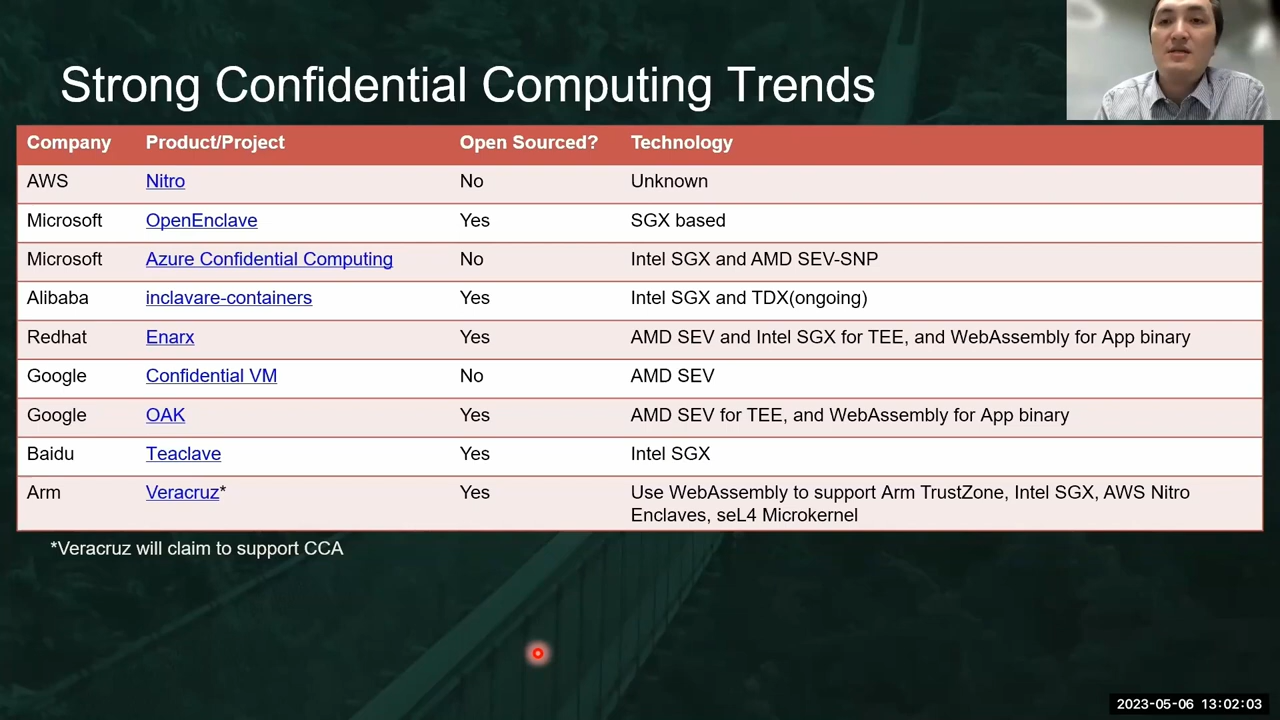 Strong Confidential Computing Trends
Company Product/Project Open Sourced? Technology
AWS Nitro No Unknown
Microsoft OpenEnclave Yes SGX based
Microsoft Azure Confidential Computing No Intel SGX and AMD SEV-SNP
Alibaba inclavare-containers Yes Intel SGX and TDX(ongoing)
Redhat Enarx Yes AMD SEV and Intel SGX for TEE, and WebAssembly for App binary
Google Confidential VM No AMD SEV
Google OAK Yes AMD SEV for TEE, and WebAssembly for App binary
Baidu Teaclave Yes Intel SGX
Arm Veracruz* Yes Use WebAssembly to support Arm TrustZone, Intel SGX, AWS Nitro
Enclaves, seL4 Microkernel
*Veracruz will claim to support CCA
2023-05-06 13:02:03